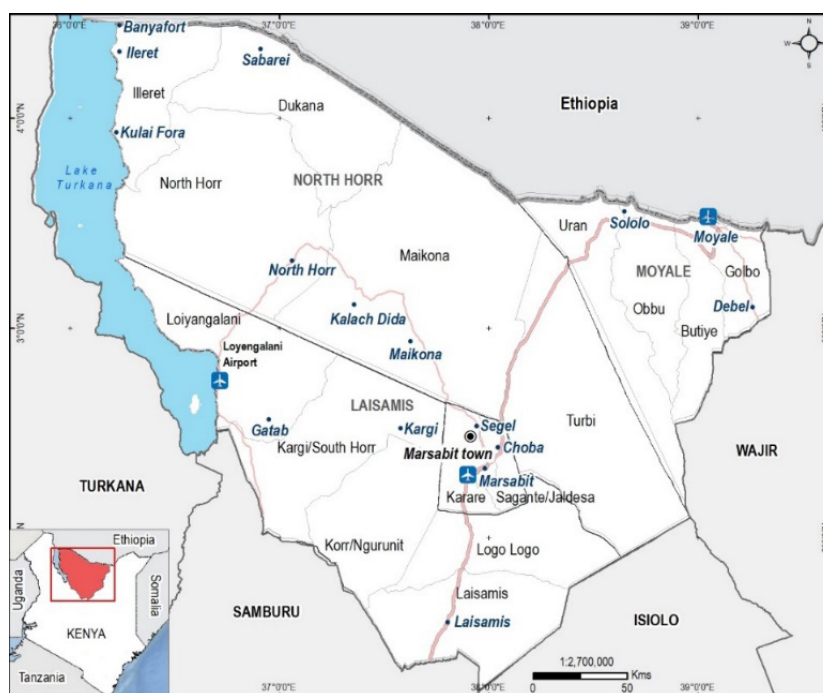 37°0'0"E
38°0'0"E
39°0'0"E
Banyafort
Ileret
Sabarei
N
W
S
Illeret
Dukana
Ethiopia
4°0'0"N
Kulai Fora
Lake
Turkana
North Horr
NORTH HORR
Uran
Sololo
Moyale
North Horr
Maikona
MOYALE
Golbo
Obbu
Debel
3°0'0"N
Loiyangalani
Kalach Dida
Butiye
Loyengalani
Airport
Maikona
LAISAMIS
Turbi
Gatab
Kargi
Segel
Kargi/South Horr
Marsabit town
Choba
WAJIR
Marsabit
TURKANA
Karare
Sagante/Jaldesa
Korr/Ngurunit
Logo Logo
Ethiopia
Uganda
Somalia
KENYA
Tanzania
SAMBURU
Laisamis
Laisamis
ISIOLO
1:2,700,000
Kms
0
50
37°0'0"E
38°0'0"E
39°0'0"E